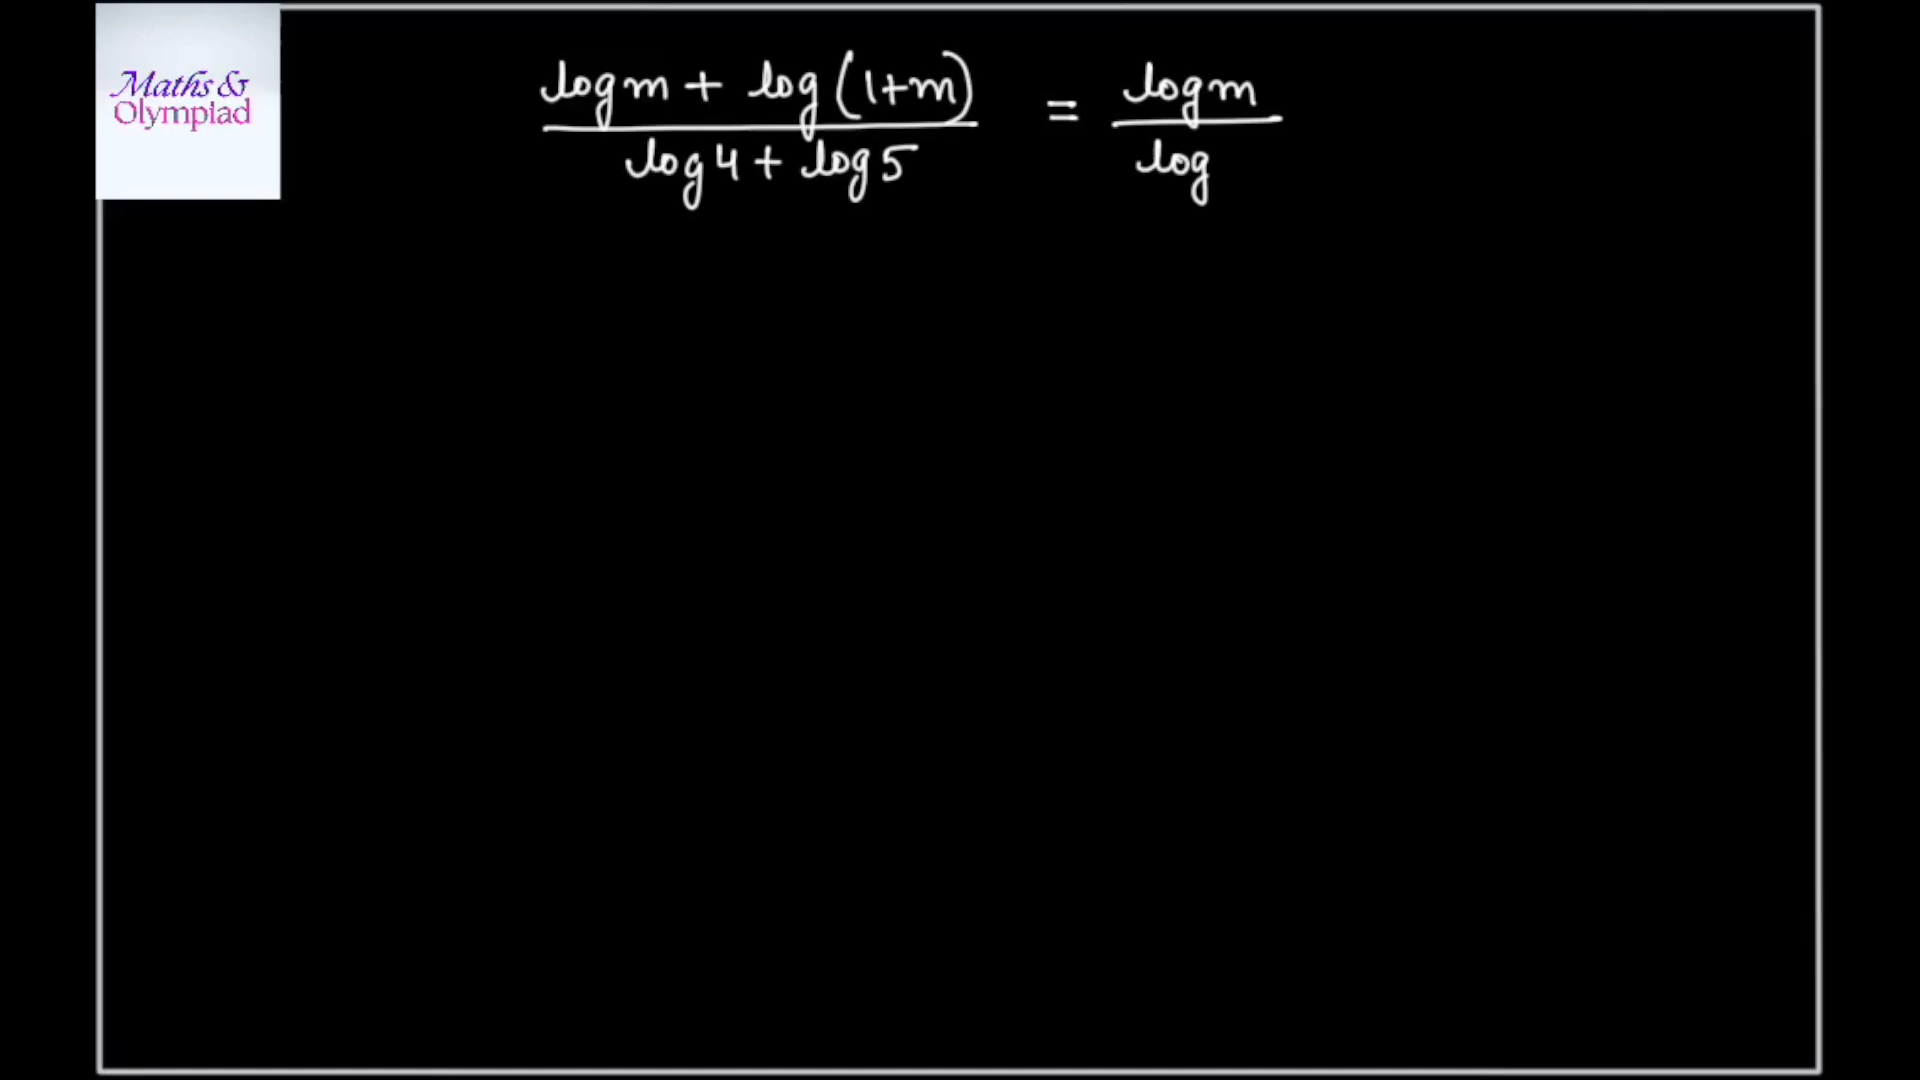 Maths &
Olympiad
log m + log (1+m) = log m
log 4 + log 5 log